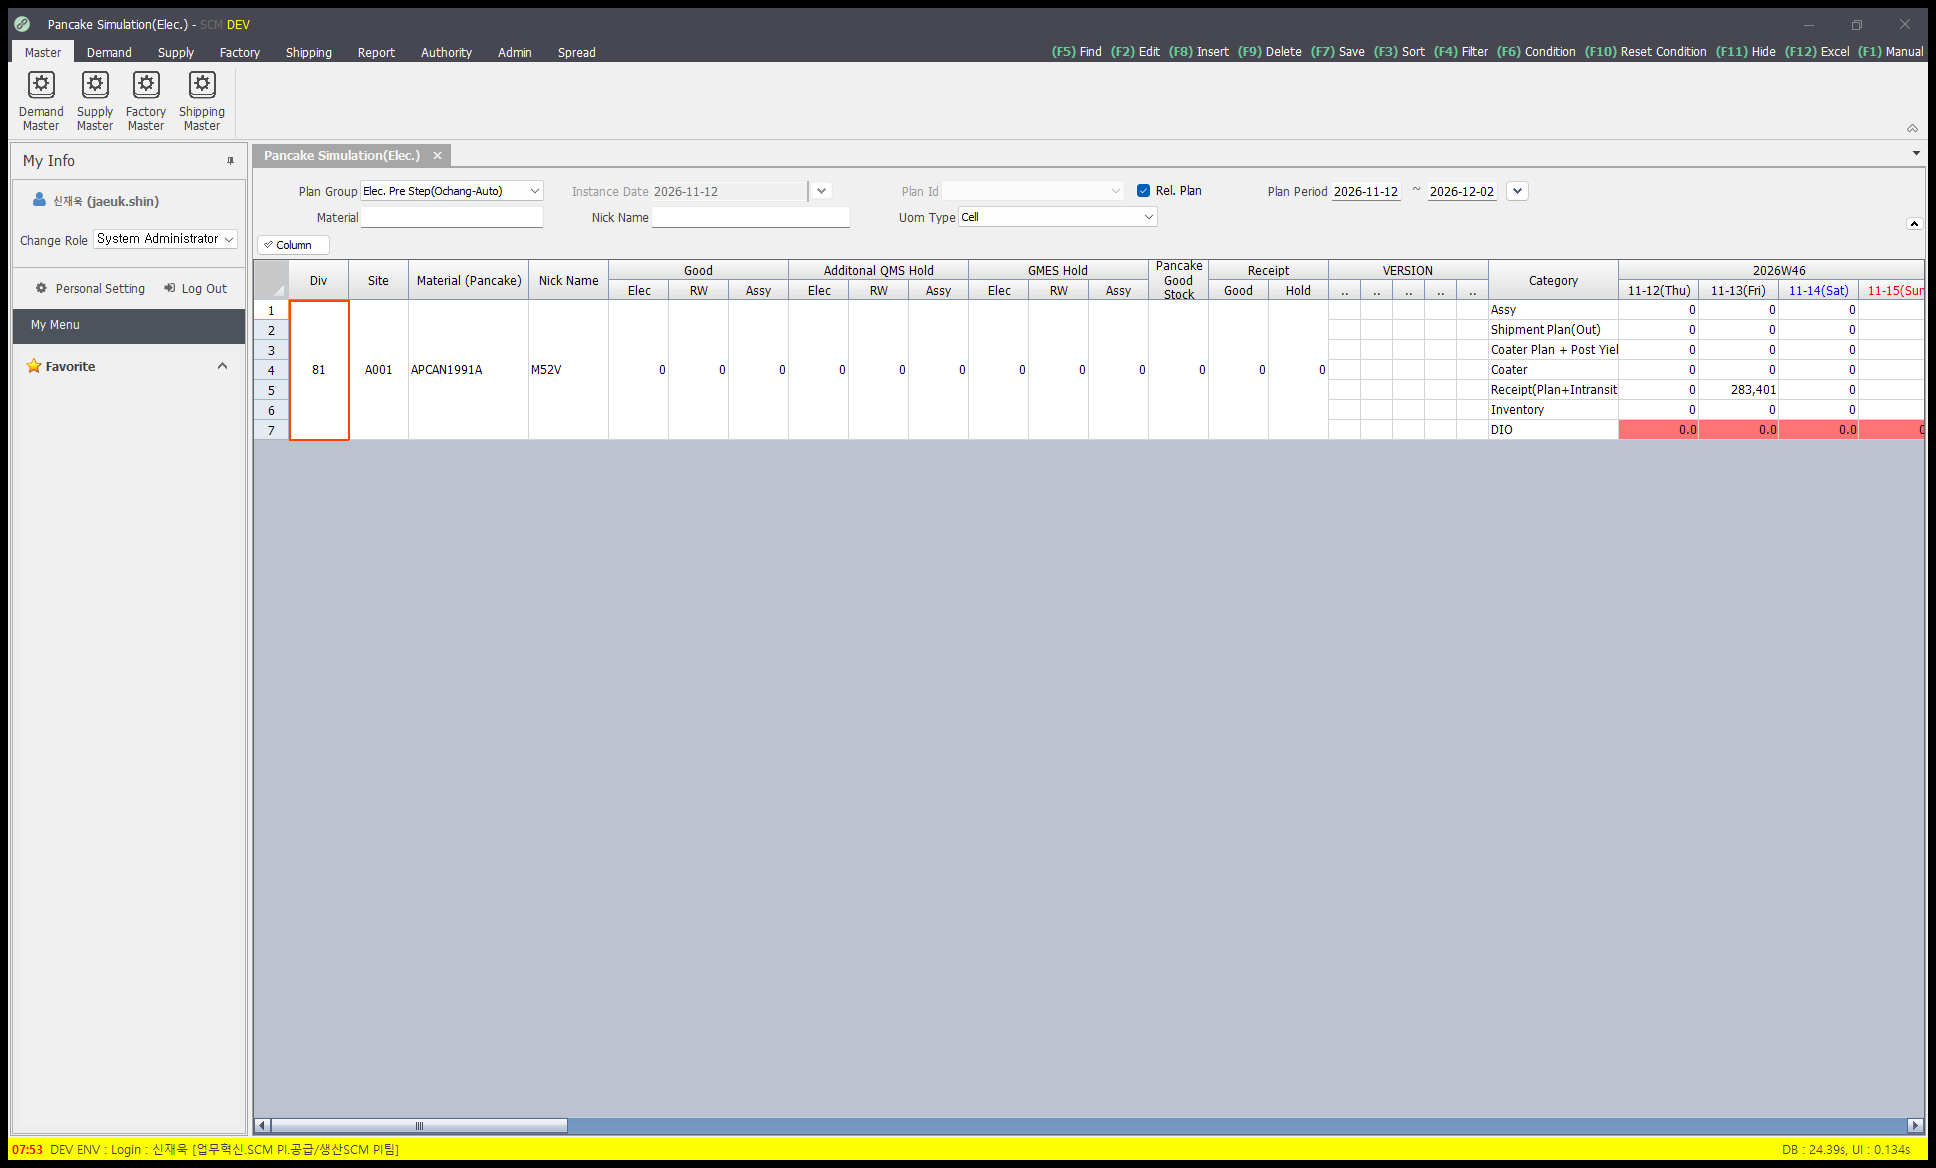 Pancake Simulation(Elec.) - SCM DEV
Master Demand Supply Factory Shipping Report Authority Admin Spread
(F5) Find (F2) Edit (F8) Insert (F9) Delete (F7) Save (F3) Sort (F4) Filter (F6) Condition (F10) Reset Condition (F11) Hide (F12) Excel (F1) Manual
Demand Master
Supply Master
Factory Master
Shipping Master
My Info
신재욱 (jaeuk.shin)
Change Role System Administrator
Personal Setting Log Out
My Menu
Favorite
Pancake Simulation(Elec.)
Plan Group Elec. Pre Step(Ochang-Auto) Instance Date 2026-11-12 Plan Id Rel. Plan Plan Period 2026-11-12 ~ 2026-12-02
Material Nick Name Uom Type Cell
Column
Div Site Material (Pancake) Nick Name Good Additonal QMS Hold GMES Hold Pancake Good Stock Receipt VERSION Category 2026W46
Elec RW Assy Elec RW Assy Elec RW Assy Good Hold .. .. .. .. .. 11-12(Thu) 11-13(Fri) 11-14(Sat) 11-15(Sun
1 Assy 0 0 0
2 Shipment Plan(Out) 0 0 0
3 Coater Plan + Post Yiel 0 0 0
4 81 A001 APCAN1991A M52V 0 0 0 0 0 0 0 0 0 0 0 0 Coater 0 0 0
5 Receipt(Plan+Intransit 0 283,401 0
6 Inventory 0 0 0
7 DIO 0.0 0.0 0.0 0
07:53 DEV ENV : Login : 신재욱 [업무혁신.SCM PI.공급/생산SCM PI팀]
DB : 24.39s, UI : 0.134s